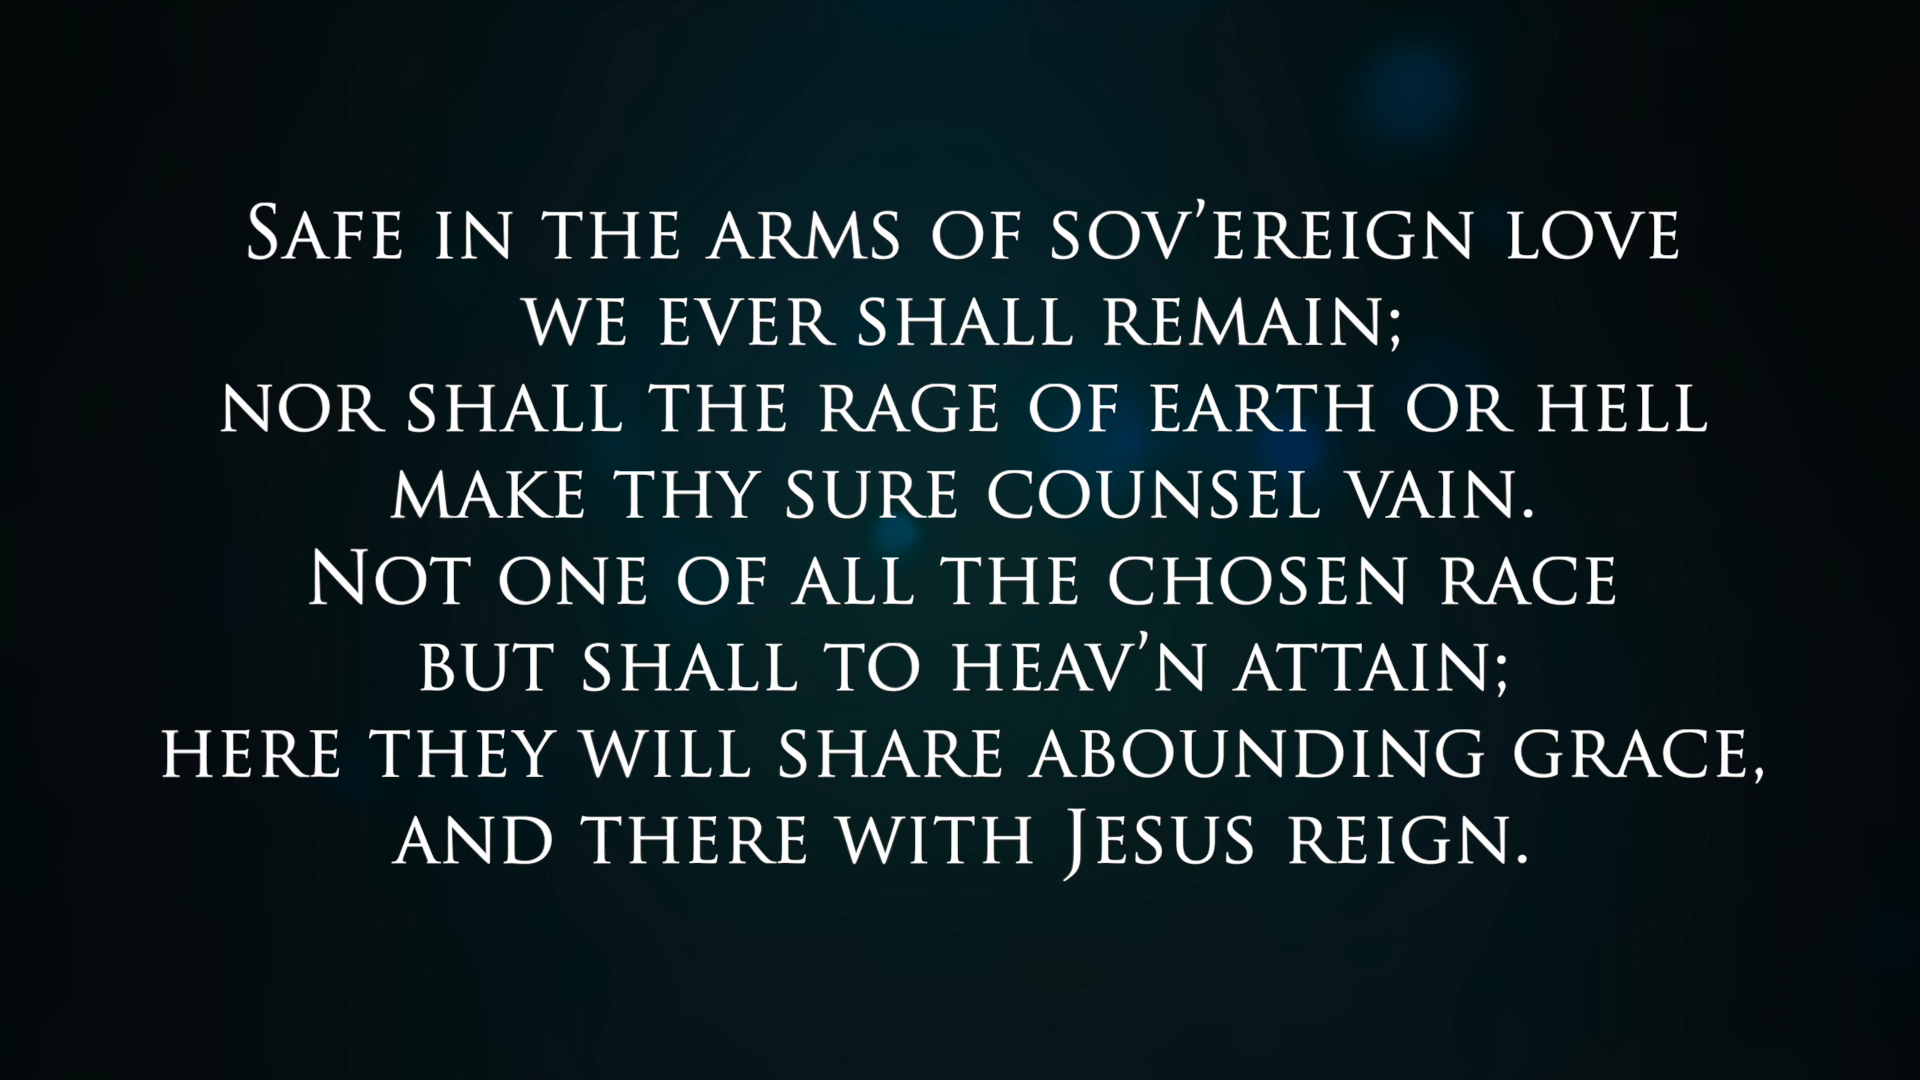 Safe in the arms of sov’ereign love
we ever shall remain;
nor shall the rage of earth or hell
make thy sure counsel vain.
Not one of all the chosen race
but shall to heav’n attain;
here they will share abounding grace,
and there with Jesus reign.